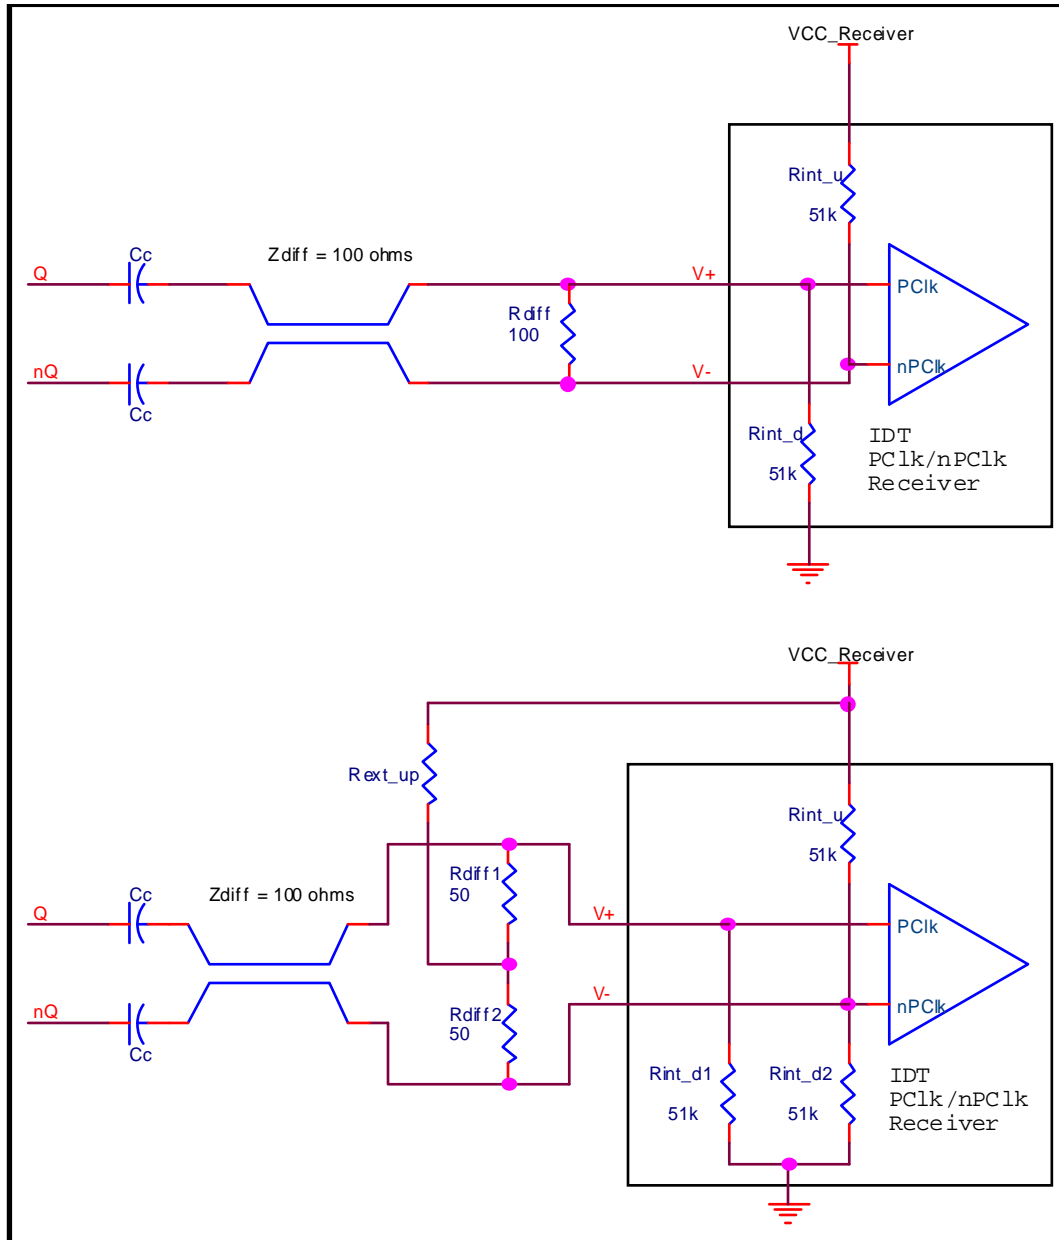 VCC_Receiver
Rint_u
51k
Cc
Zdiff = 100 ohms
Q
V+
PClk
Rdiff
100
nQ
V-
nPClk
Cc
Rint_d
51k
IDT
PClk/nPClk
Receiver
VCC_Receiver
Rext_up
Rint_u
51k
Rdiff1
50
Cc
Zdiff = 100 ohms
Q
V+
PClk
V-
nPClk
nQ
Rdiff2
50
Cc
Rint_d1
51k
Rint_d2
51k
IDT
PClk/nPClk
Receiver